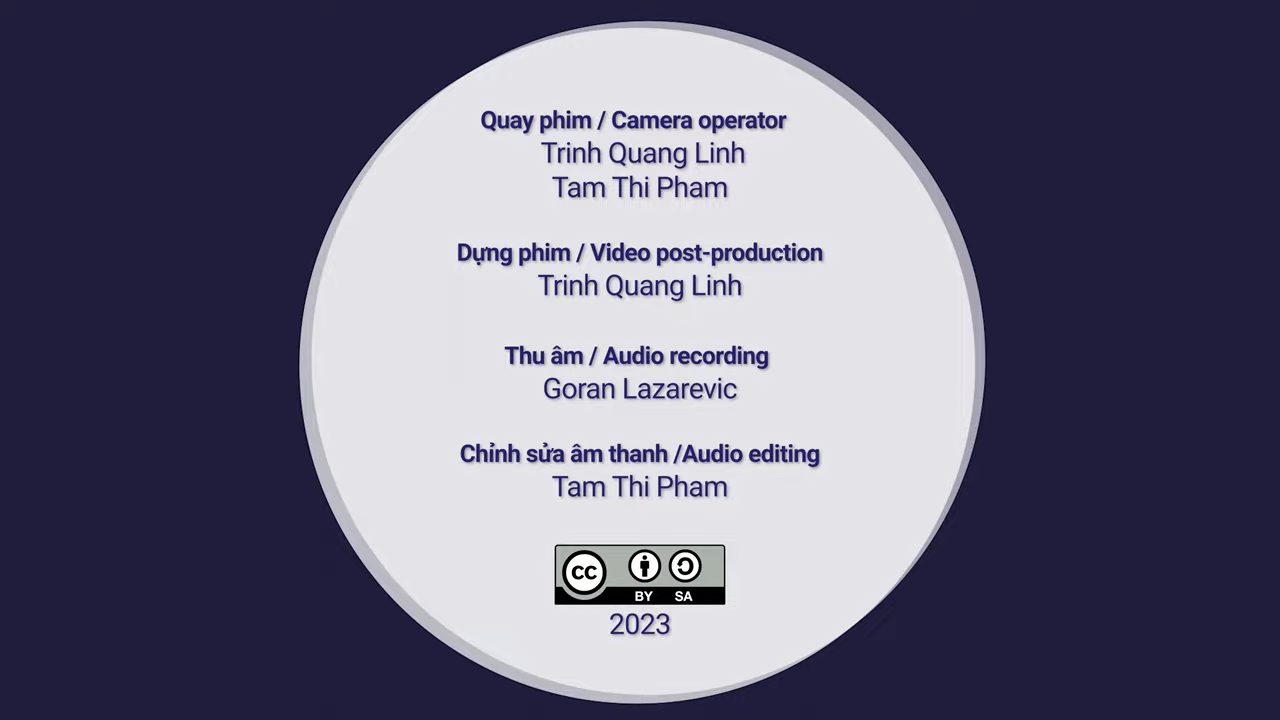 Quay phim / Camera operator
Trinh Quang Linh
Tam Thi Pham
Dựng phim / Video post-production
Trinh Quang Linh
Thu âm / Audio recording
Goran Lazarevic
Chỉnh sửa âm thanh /Audio editing
Tam Thi Pham
cc
BY SA
2023